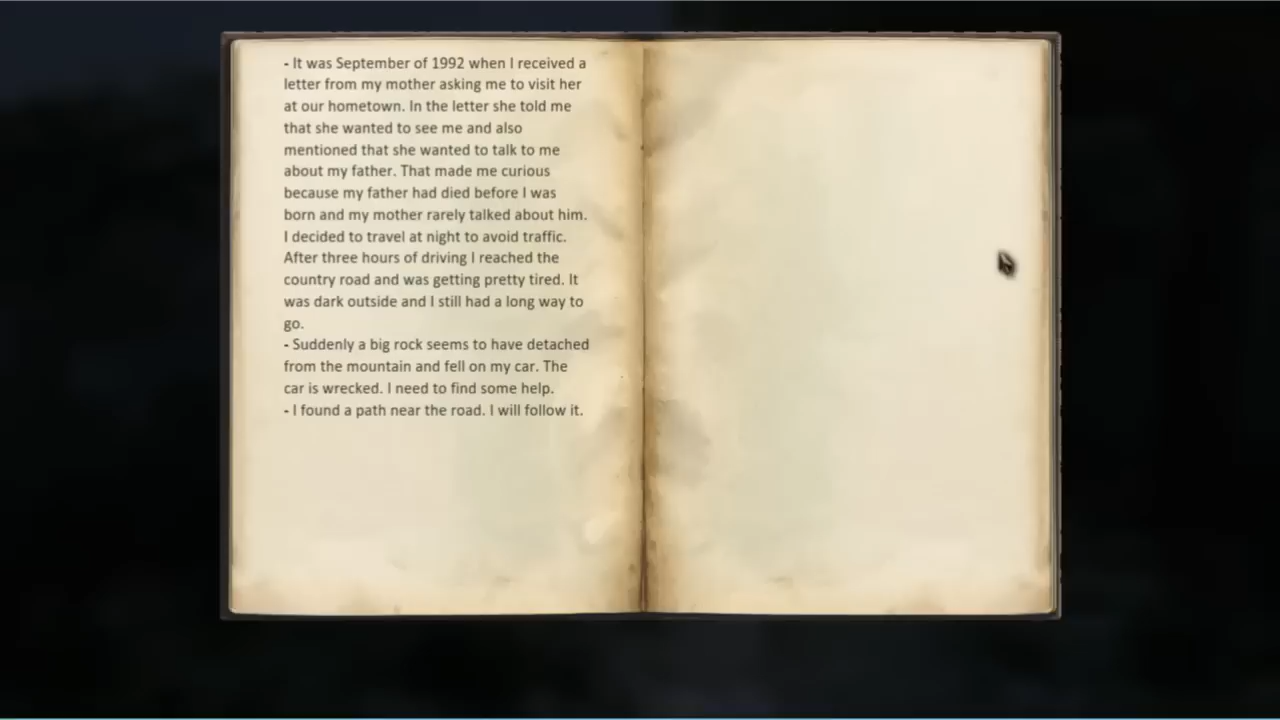 - It was September of 1992 when I received a
letter from my mother asking me to visit her
at our hometown. In the letter she told me
that she wanted to see me and also
mentioned that she wanted to talk to me
about my father. That made me curious
because my father had died before I was
born and my mother rarely talked about him.
I decided to travel at night to avoid traffic.
After three hours of driving I reached the
country road and was getting pretty tired. It
was dark outside and I still had a long way to
go.
- Suddenly a big rock seems to have detached
from the mountain and fell on my car. The
car is wrecked. I need to find some help.
- I found a path near the road. I will follow it.